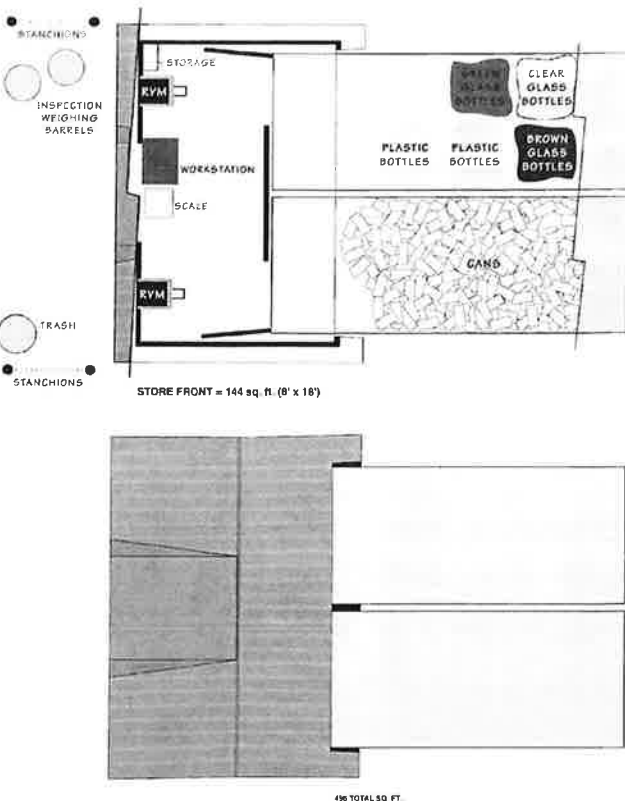 STANCHIONS
INSPECTION
WEIGHING
BARRELS
STORAGE
RVM
WORKSTATION
SCALE
RVM
TRASH
STANCHIONS
GREEN
GLASS
BOTTLES
CLEAR
GLASS
BOTTLES
PLASTIC
BOTTLES
PLASTIC
BOTTLES
BROWN
GLASS
BOTTLES
CANS
STORE FRONT = 144 sq. ft. (8' x 18')
496 TOTAL SQ. FT.